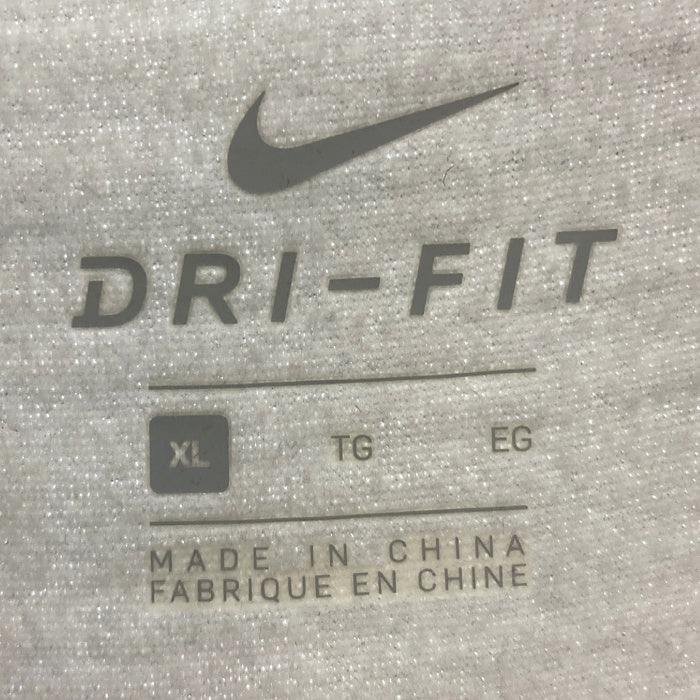 DRI-FIT
XL TG EG
MADE IN CHINA
FABRIQUE EN CHINE